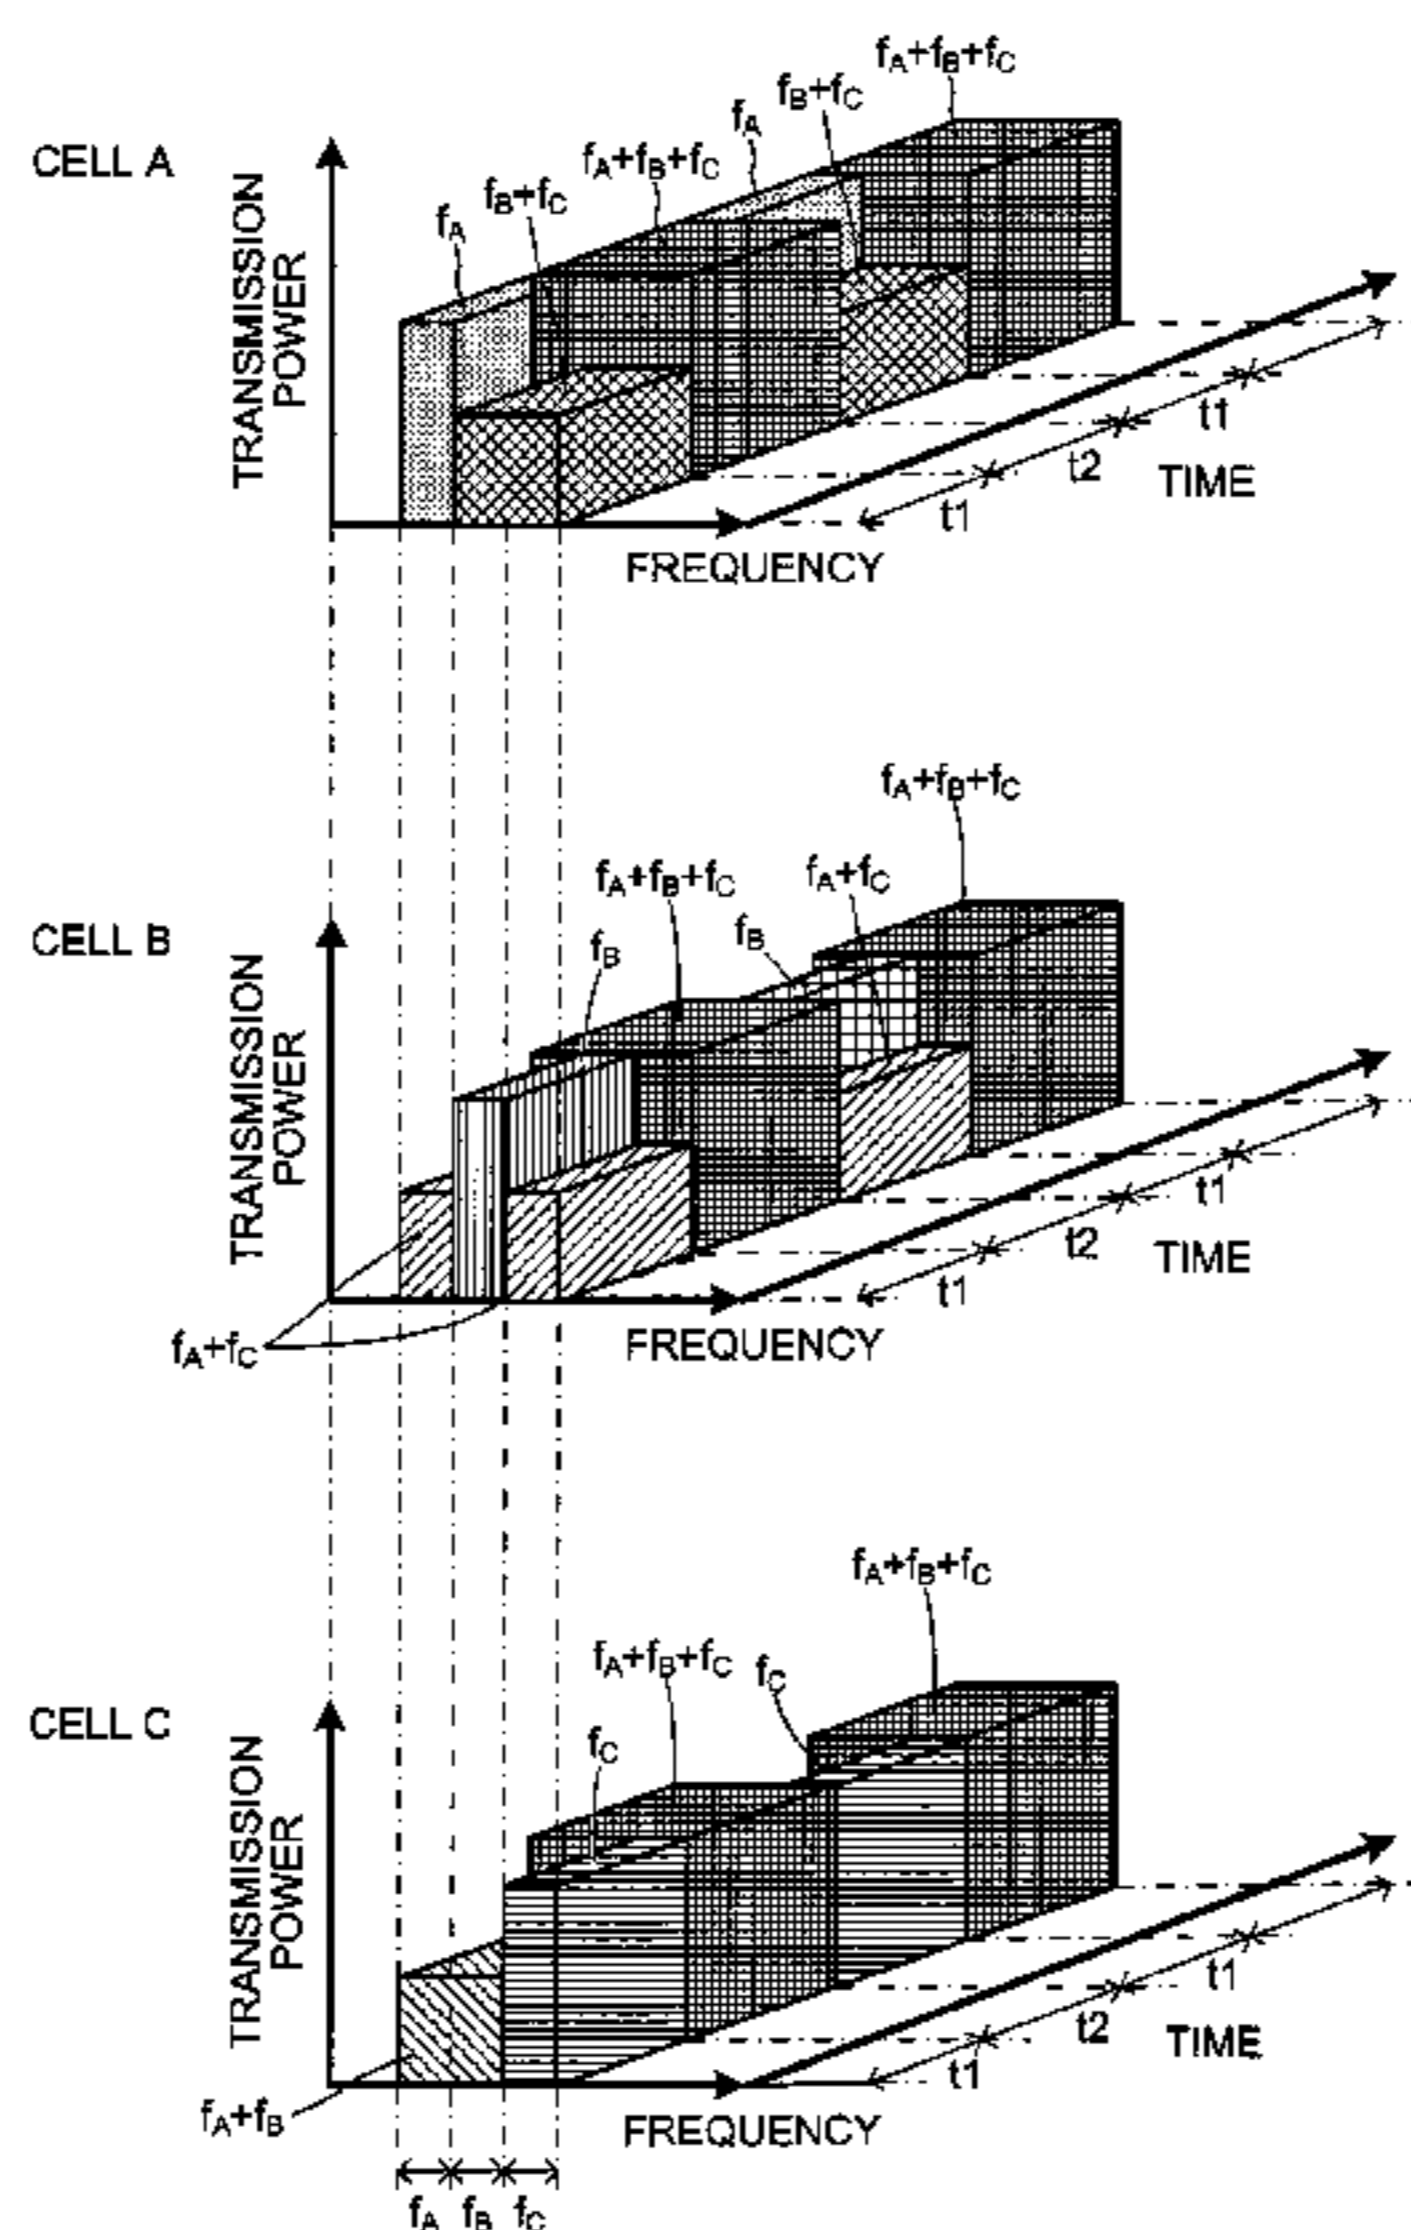 CELL A
TRANSMISSION
POWER
fA
fB+fC
fA+fB+fC
fA
fB+fC
fA+fB+fC
t1
t2
t1
TIME
FREQUENCY
CELL B
TRANSMISSION
POWER
fA+fC
fB
fA+fB+fC
fB
fA+fC
fA+fB+fC
t1
t2
t1
TIME
FREQUENCY
CELL C
TRANSMISSION
POWER
fA+fB
fC
fA+fB+fC
fC
fA+fB+fC
t1
t2
t1
TIME
FREQUENCY
fA fB fC